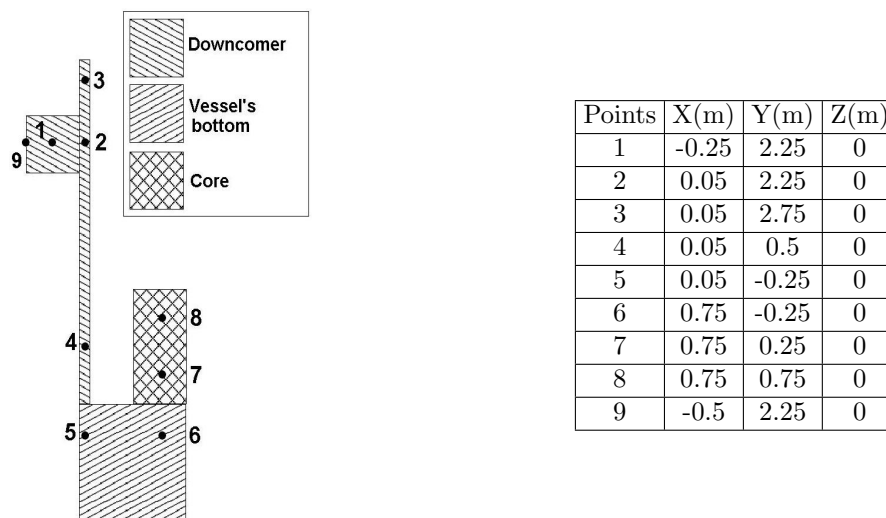 Downcomer
Vessel's
bottom
Core
3
1
2
9
8
4
7
5
6
Points X(m) Y(m) Z(m)
1 -0.25 2.25 0
2 0.05 2.25 0
3 0.05 2.75 0
4 0.05 0.5 0
5 0.05 -0.25 0
6 0.75 -0.25 0
7 0.75 0.25 0
8 0.75 0.75 0
9 -0.5 2.25 0